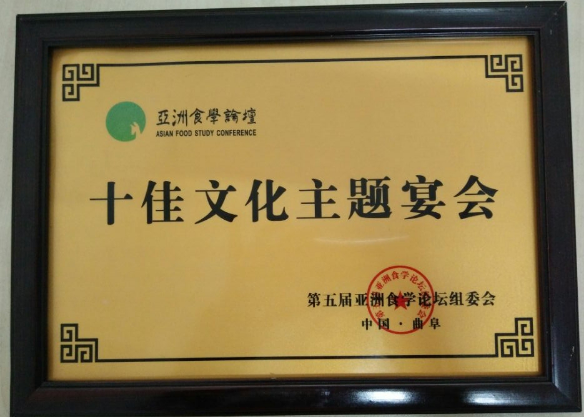 亞洲食學論壇
ASIAN FOOD STUDY CONFERENCE
十佳文化主题宴会
第五届亚洲食学论坛组委会
中国·曲阜